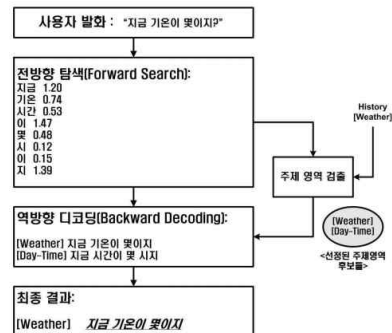 사용자 발화 : "지금 기온이 몇이지?"
전방향 탐색(Forward Search):
지금 1.20
기온 0.74
시간 0.53
이 1.47
몇 0.48
시 0.12
이 0.15
지 1.39
History
[Weather]
주제 영역 검출
[Weather]
[Day-Time]
<선정된 주제영역
후보들>
역방향 디코딩(Backward Decoding):
[Weather] 지금 기온이 몇이지
[Day-Time] 지금 시간이 몇 시지
최종 결과:
[Weather] 지금 기온이 몇이지